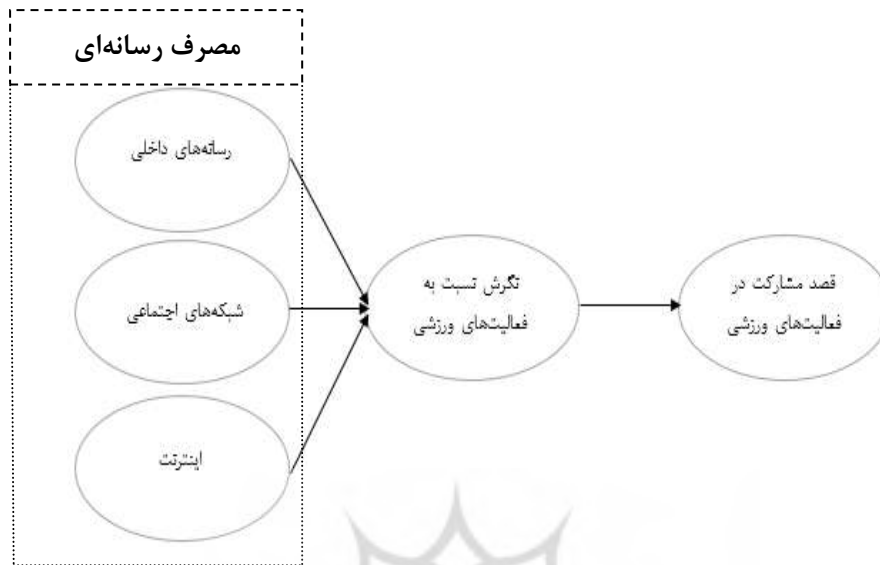 مصرف رسانه‌ای
رسانه‌های داخلی
شبکه‌های اجتماعی
اینترنت
نگرش نسبت به
فعالیت‌های ورزشی
قصد مشارکت در
فعالیت‌های ورزشی